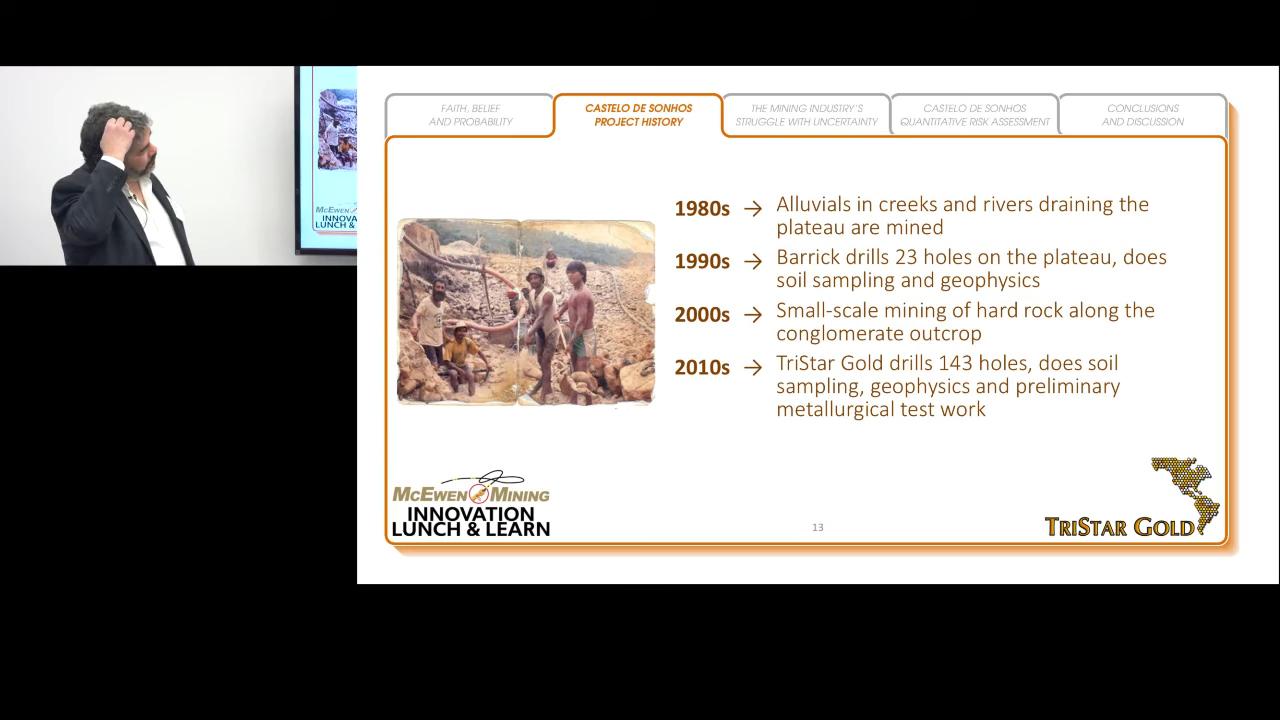 FAITH, BELIEF
AND PROBABILITY
CASTELO DE SONHOS
PROJECT HISTORY
THE MINING INDUSTRY'S
STRUGGLE WITH UNCERTAINTY
CASTELO DE SONHOS
QUANTITATIVE RISK ASSESSMENT
CONCLUSIONS
AND DISCUSSION
1980s → Alluvials in creeks and rivers draining the
plateau are mined
1990s → Barrick drills 23 holes on the plateau, does
soil sampling and geophysics
2000s → Small-scale mining of hard rock along the
conglomerate outcrop
2010s → TriStar Gold drills 143 holes, does soil
sampling, geophysics and preliminary
metallurgical test work
MCEWEN MINING
INNOVATION
LUNCH & LEARN
13
TRISTAR GOLD
MCEWEN
INNOVA
LUNCH &